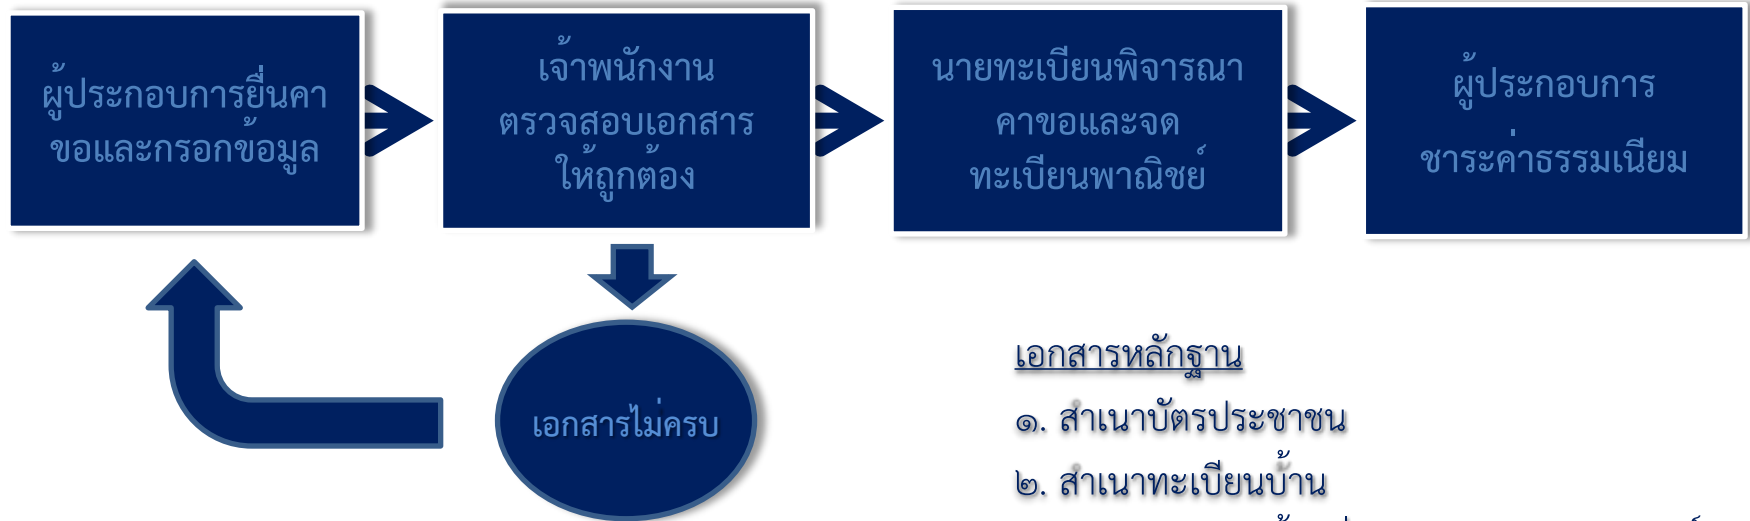 ผู้ประกอบการยื่นคา
ขอและกรอกข้อมูล
เจ้าพนักงาน
ตรวจสอบเอกสาร
ให้ถูกต้อง
นายทะเบียนพิจารณา
คาขอและจด
ทะเบียนพาณิชย์
ผู้ประกอบการ
ชาระค่าธรรมเนียม
เอกสารไม่ครบ
เอกสารหลักฐาน
๑. สำเนาบัตรประชาชน
๒. สำเนาทะเบียนบ้าน